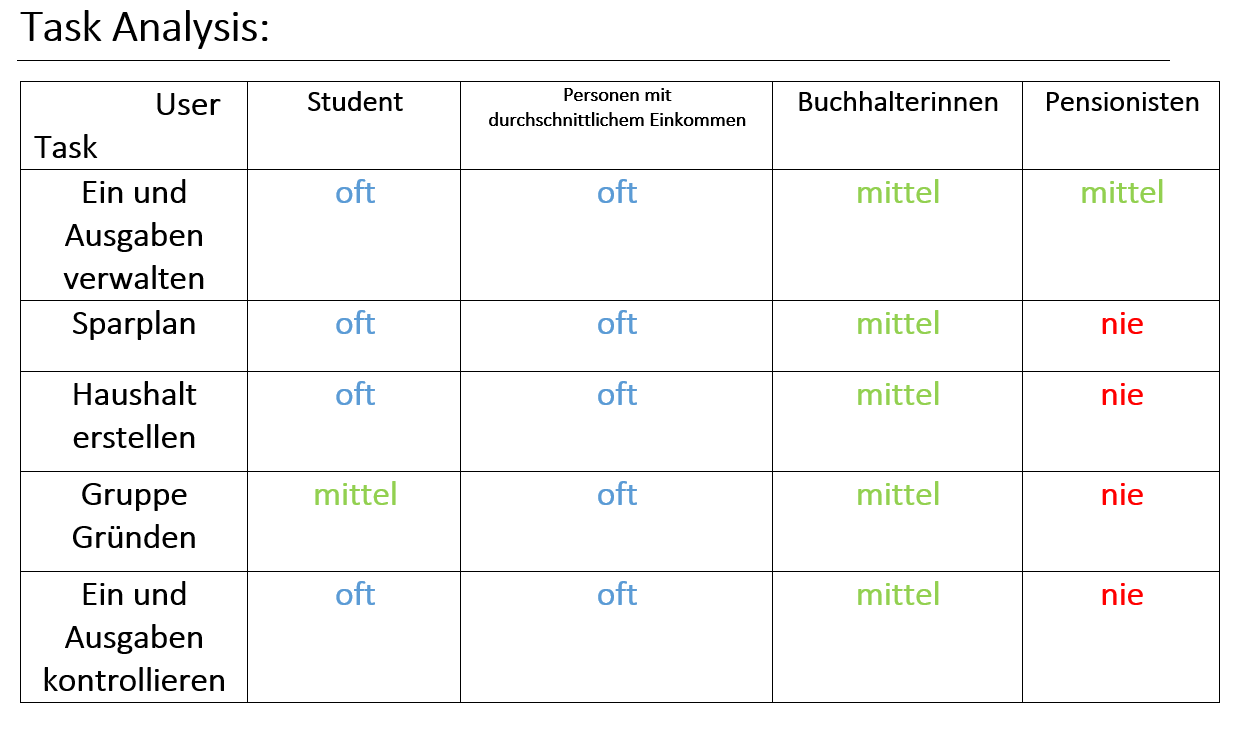 Task Analysis:
User
Task
Student
Personen mit
durchschnittlichem Einkommen
Buchhalterinnen
Pensionisten
Ein und
Ausgaben
verwalten
oft
oft
mittel
mittel
Sparplan
oft
oft
mittel
nie
Haushalt
erstellen
oft
oft
mittel
nie
Gruppe
Gründen
mittel
oft
mittel
nie
Ein und
Ausgaben
kontrollieren
oft
oft
mittel
nie